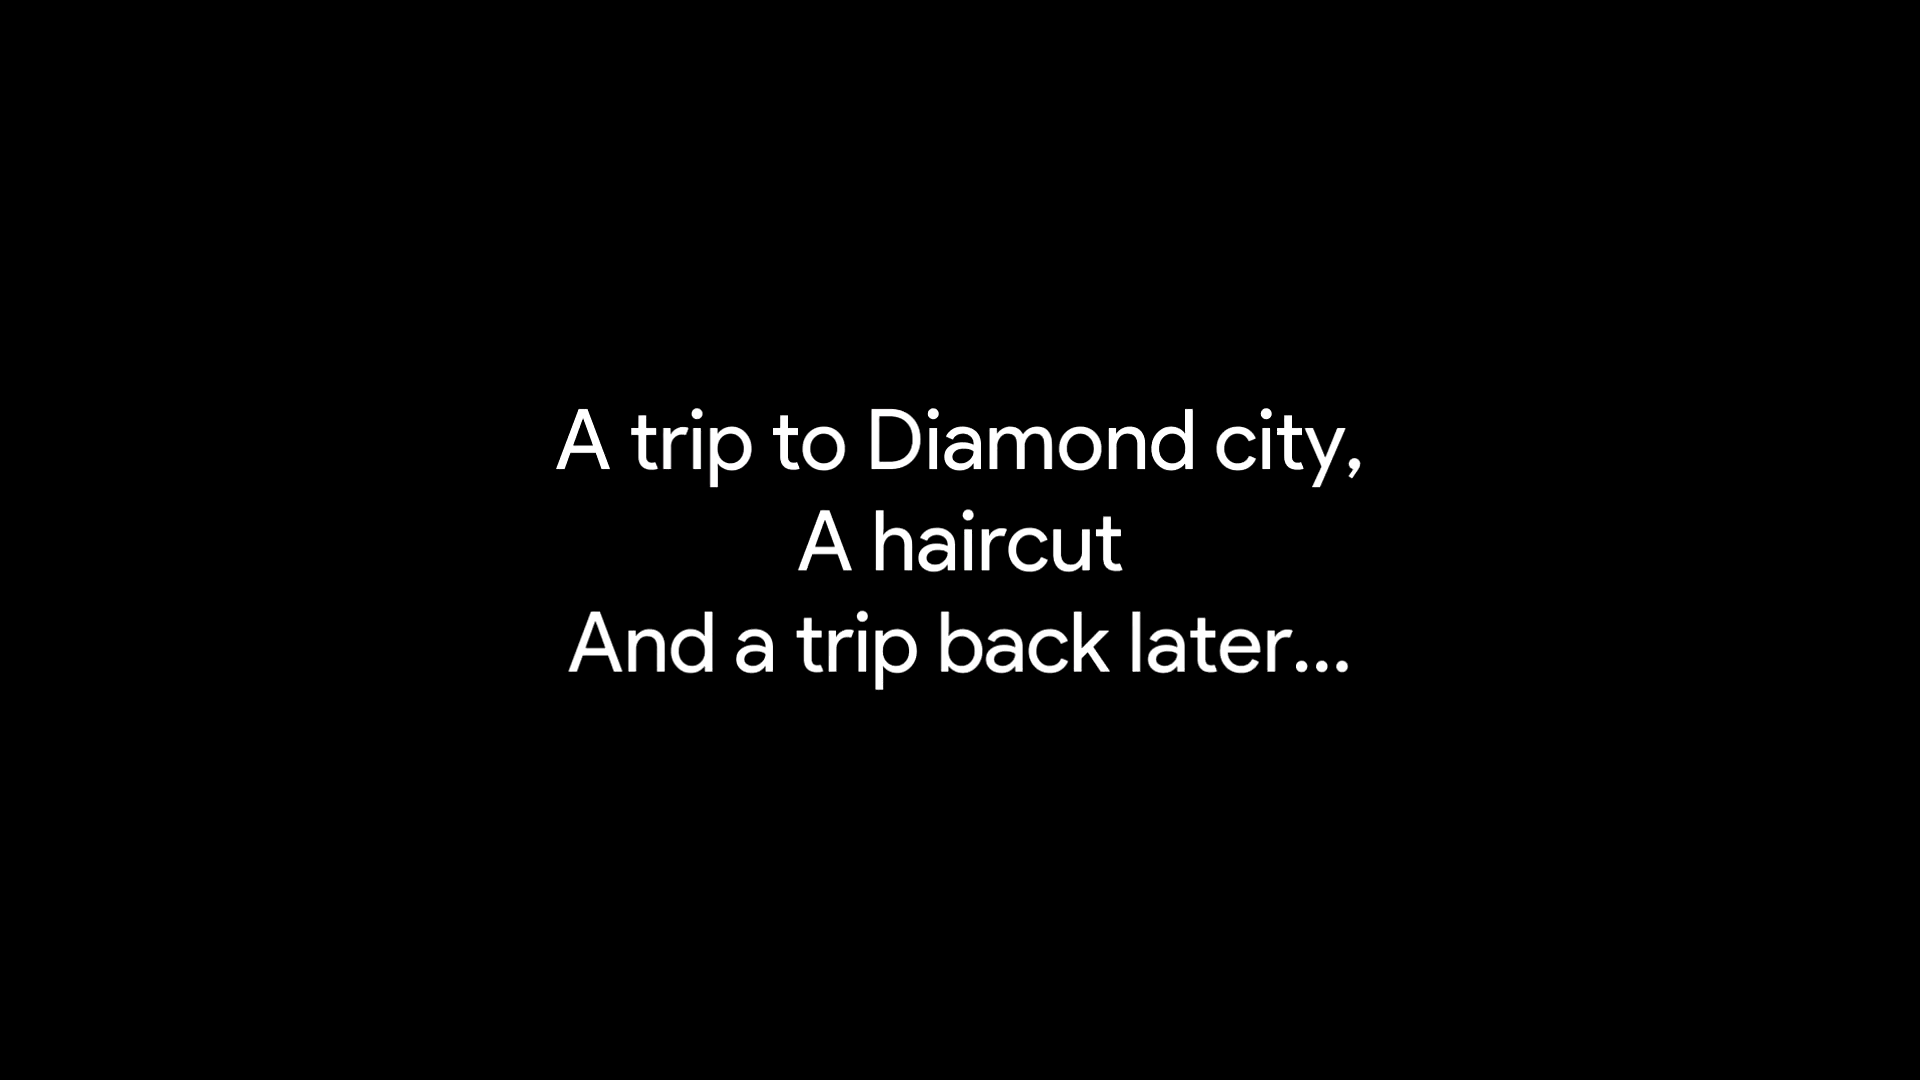 A trip to Diamond city,
A haircut
And a trip back later...